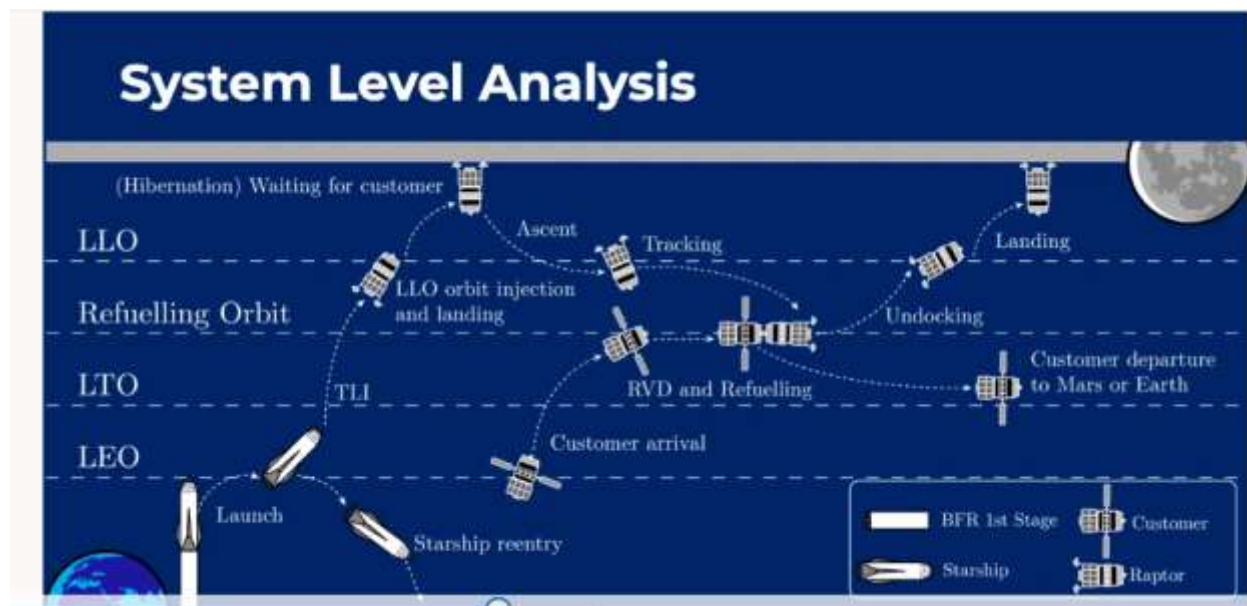 System Level Analysis
(Hibernation) Waiting for customer
LLO
Ascent
Tracking
Landing
LLO orbit injection
and landing
Refuelling Orbit
Undocking
LTO
TLI
RVD and Refuelling
Customer departure
to Mars or Earth
LEO
Customer arrival
Launch
Starship reentry
BFR 1st Stage
Customer
Starship
Raptor